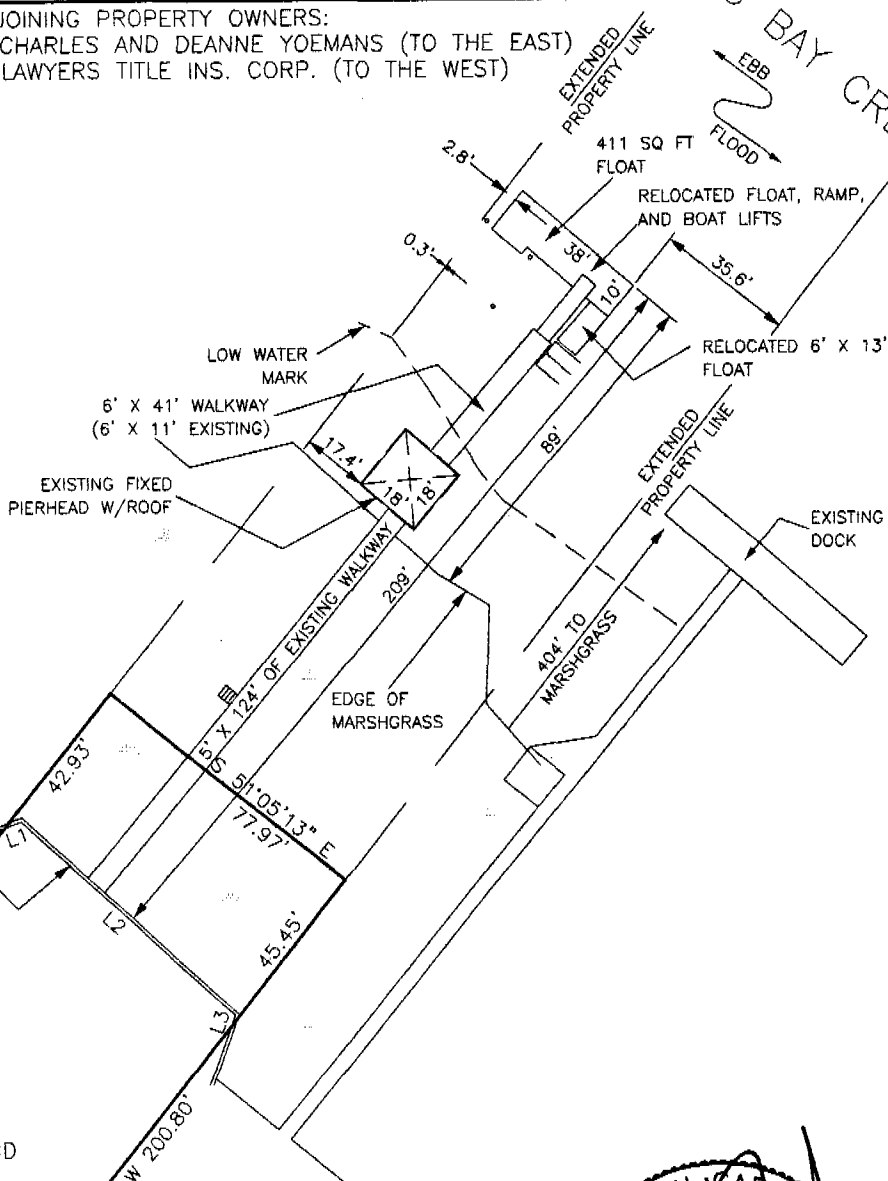 JOINING PROPERTY OWNERS:
CHARLES AND DEANNE YOEMANS (TO THE EAST)
LAWYERS TITLE INS. CORP. (TO THE WEST)
BAY
EXTENDED
PROPERTY LINE
EBB
FLOOD
2.8'
411 SQ FT
FLOAT
RELOCATED FLOAT, RAMP,
AND BOAT LIFTS
0.3'
38'
10'
35.6'
LOW WATER
MARK
RELOCATED 6' X 13'
FLOAT
6' X 41' WALKWAY
(6' X 11' EXISTING)
17.4'
89'
EXTENDED
PROPERTY LINE
EXISTING FIXED
PIERHEAD W/ROOF
18'
18'
EXISTING
DOCK
209'
5' X 124' OF EXISTING WALKWAY
404' TO
MARSHGRASS
EDGE OF
MARSHGRASS
42.93'
S 51°05'13" E
77.97'
L1
L2
45.45'
L3
W 200.80'